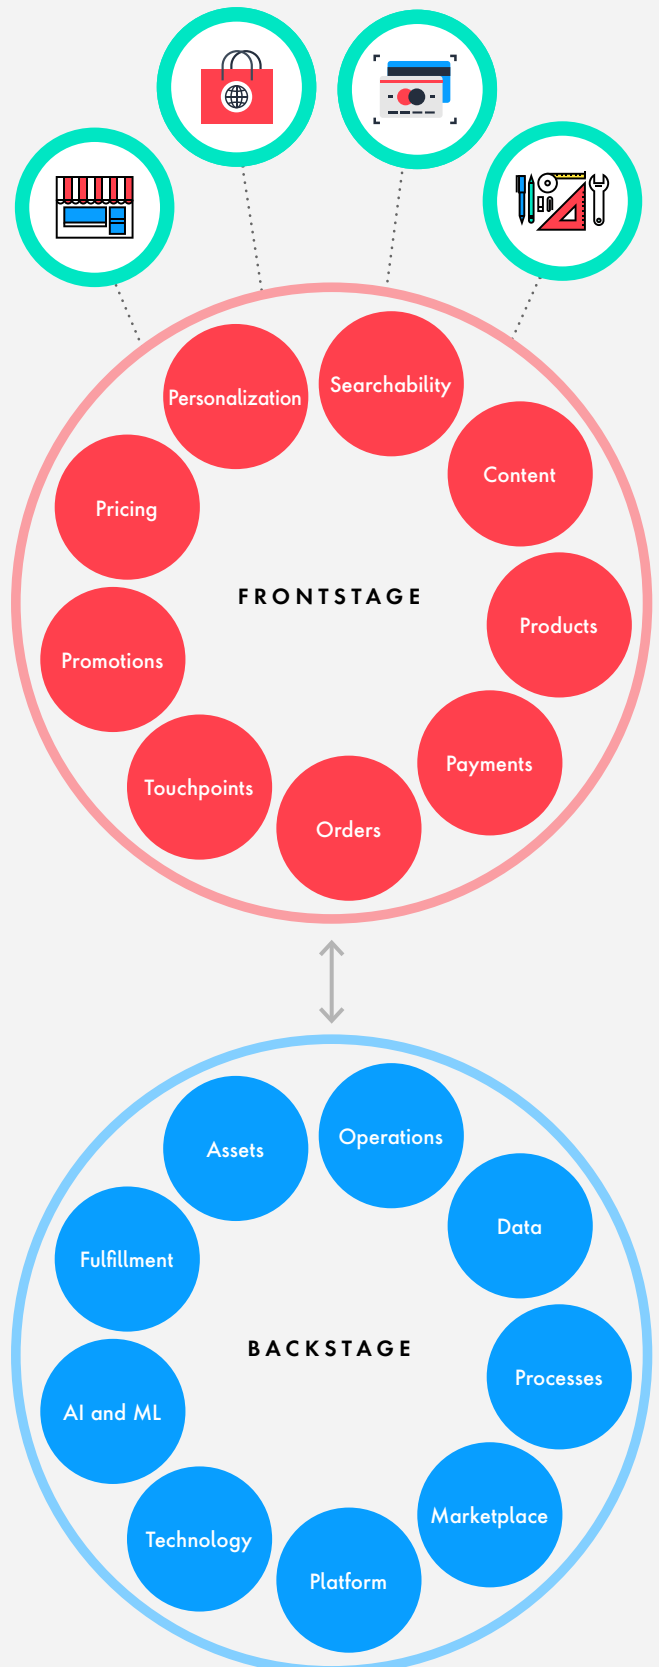 Personalization
Searchability
Content
Pricing
FRONTSTAGE
Products
Promotions
Payments
Touchpoints
Orders
Assets
Operations
Data
Fulfillment
BACKSTAGE
Processes
AI and ML
Marketplace
Technology
Platform